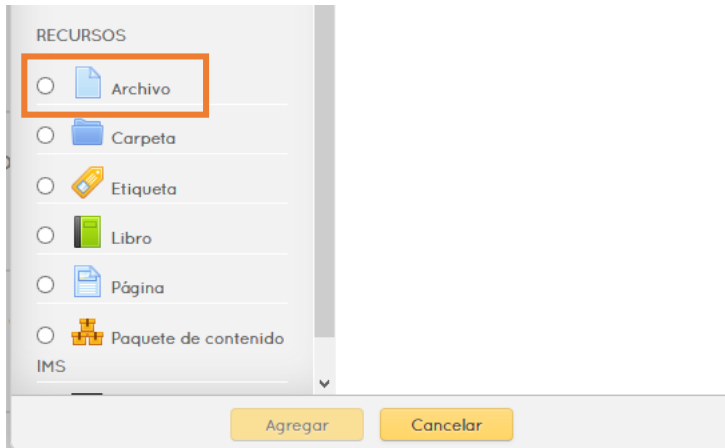 RECURSOS
Archivo
Carpeta
Etiqueta
Libro
Página
Paquete de contenido
IMS
Agregar
Cancelar